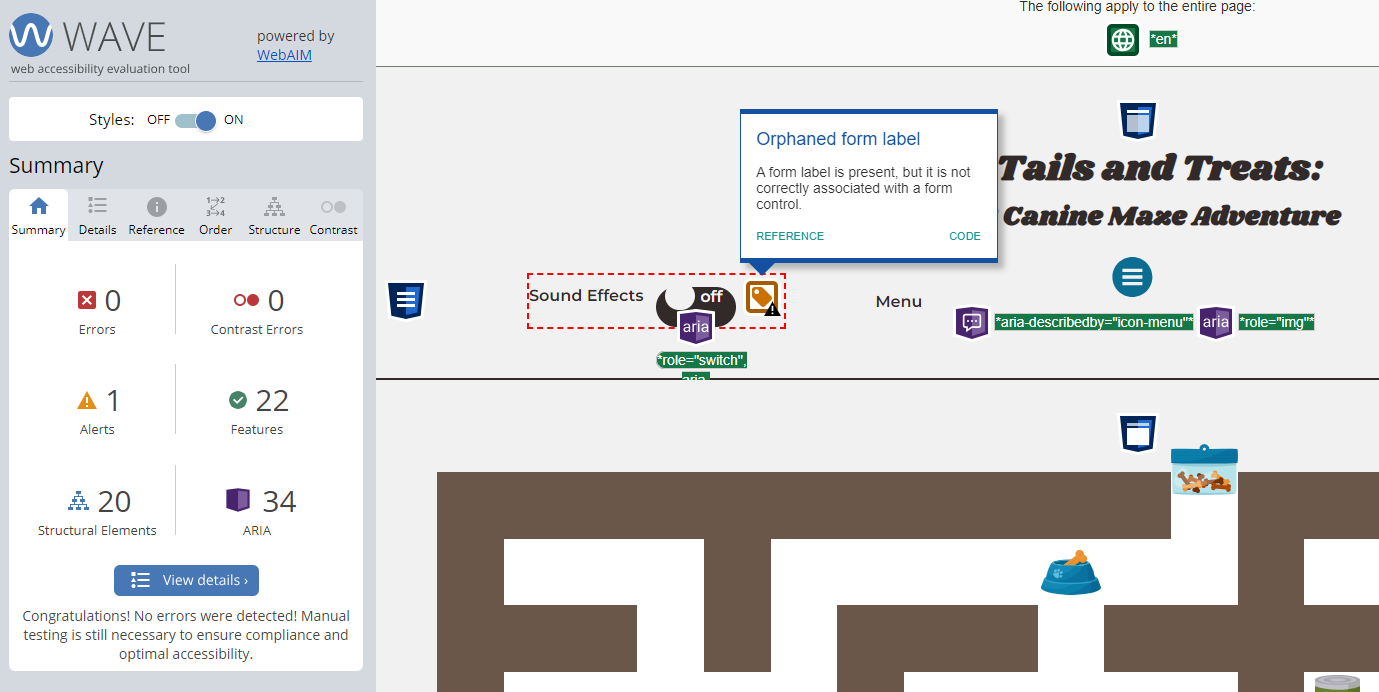 WAVE
web accessibility evaluation tool
powered by
WebAIM
Styles: OFF ON
Summary
Summary Details Reference Order Structure Contrast
0
Errors
0
Contrast Errors
1
Alerts
22
Features
20
Structural Elements
34
ARIA
View details ›
Congratulations! No errors were detected! Manual
testing is still necessary to ensure compliance and
optimal accessibility.
The following apply to the entire page:
*en*
Tails and Treats:
Canine Maze Adventure
Orphaned form label
A form label is present, but it is not
correctly associated with a form
control.
REFERENCE CODE
Sound Effects off
aria
*role="switch",
aria
Menu
*aria-describedby="icon-menu"* aria *role="img"*